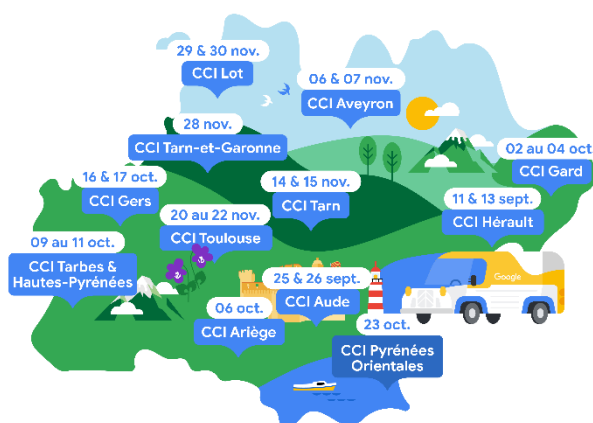 29 & 30 nov.
CCI Lot
06 & 07 nov.
CCI Aveyron
28 nov.
CCI Tarn-et-Garonne
02 au 04 oct
CCI Gard
16 & 17 oct.
CCI Gers
14 & 15 nov.
CCI Tarn
11 & 13 sept.
CCI Hérault
20 au 22 nov.
CCI Toulouse
09 au 11 oct.
CCI Tarbes &
Hautes-Pyrénées
Google
25 & 26 sept.
CCI Aude
06 oct.
CCI Ariège
23 oct.
CCI Pyrénées
Orientales